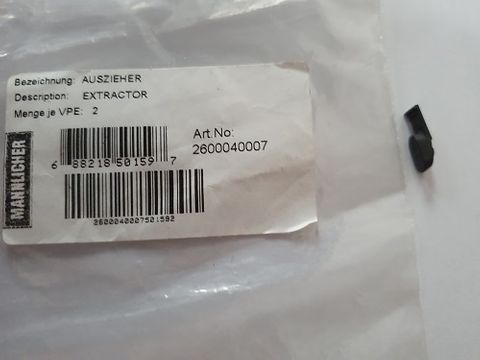 Bezeichnung: AUSZIEHER
Description: EXTRACTOR
Menge je VPE: 2
Art.No:
2600040007
MANNLICHER
6 88218 50159 7
2600040007501592